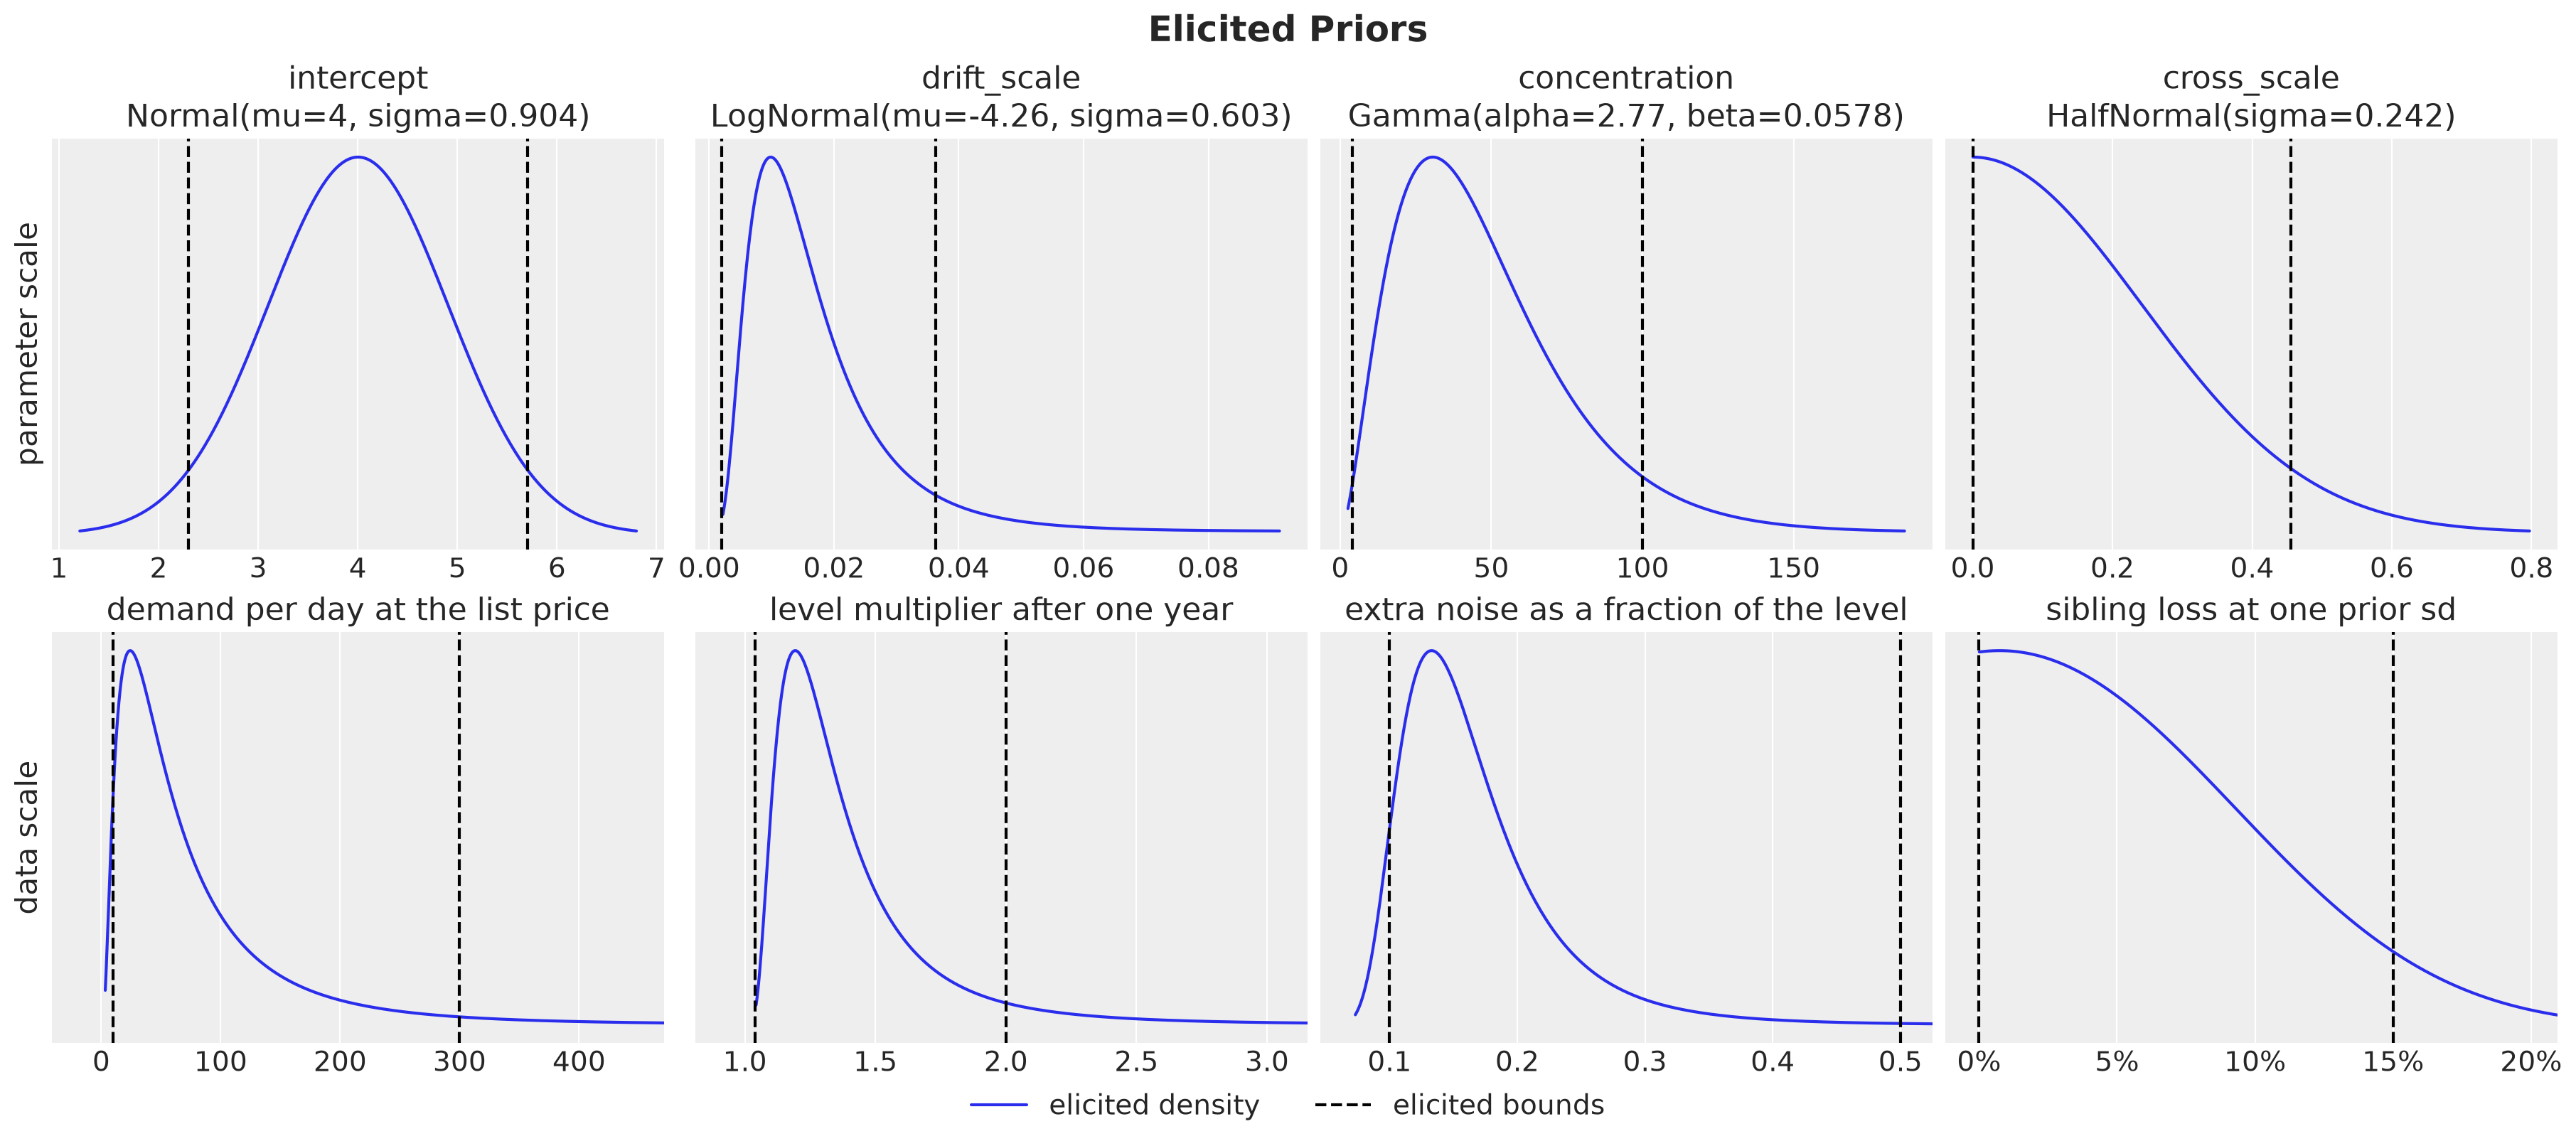 Elicited Priors
intercept
Normal(mu=4, sigma=0.904)
drift_scale
LogNormal(mu=-4.26, sigma=0.603)
concentration
Gamma(alpha=2.77, beta=0.0578)
cross_scale
HalfNormal(sigma=0.242)
parameter scale
1 2 3 4 5 6 7
0.00 0.02 0.04 0.06 0.08
0 50 100 150
0.0 0.2 0.4 0.6 0.8
demand per day at the list price
level multiplier after one year
extra noise as a fraction of the level
sibling loss at one prior sd
data scale
0 100 200 300 400
1.0 1.5 2.0 2.5 3.0
0.1 0.2 0.3 0.4 0.5
0% 5% 10% 15% 20%
elicited density
elicited bounds